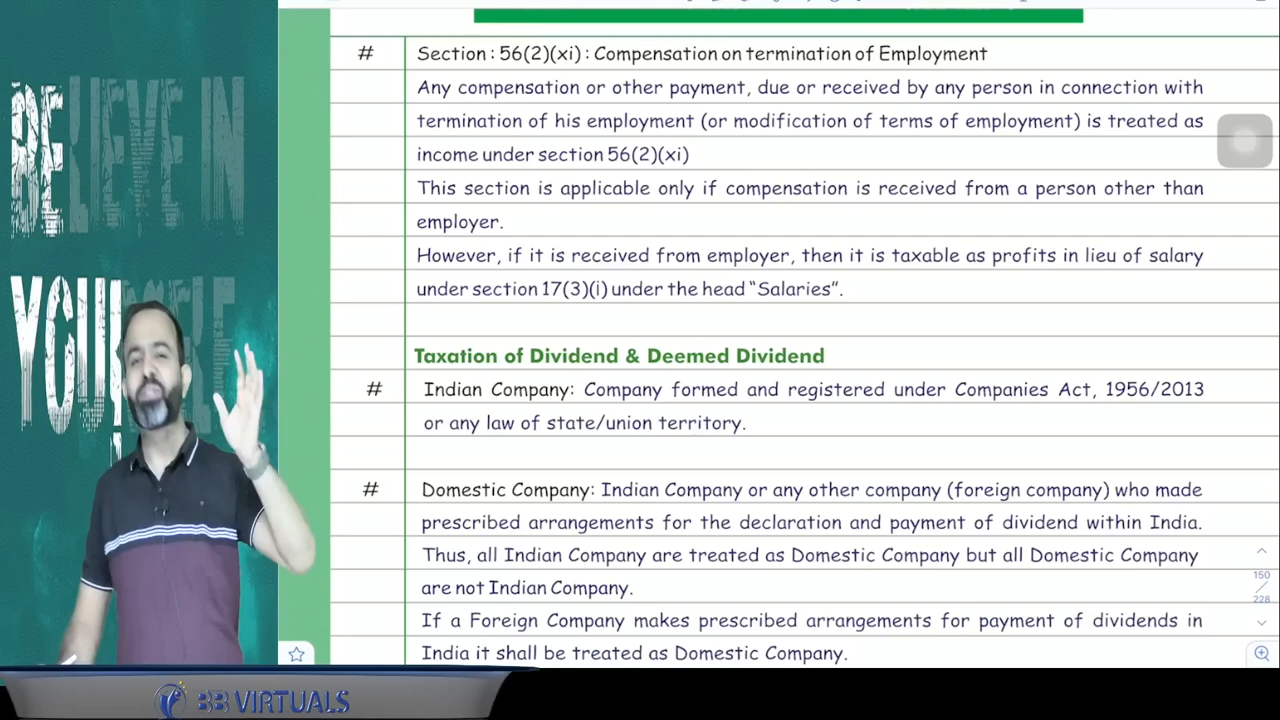 BELIEVE IN
YOURSELF
# Section : 56(2)(xi) : Compensation on termination of Employment
Any compensation or other payment, due or received by any person in connection with
termination of his employment (or modification of terms of employment) is treated as
income under section 56(2)(xi)
This section is applicable only if compensation is received from a person other than
employer.
However, if it is received from employer, then it is taxable as profits in lieu of salary
under section 17(3)(i) under the head “Salaries”.
Taxation of Dividend & Deemed Dividend
# Indian Company: Company formed and registered under Companies Act, 1956/2013
or any law of state/union territory.
# Domestic Company: Indian Company or any other company (foreign company) who made
prescribed arrangements for the declaration and payment of dividend within India.
Thus, all Indian Company are treated as Domestic Company but all Domestic Company
are not Indian Company.
If a Foreign Company makes prescribed arrangements for payment of dividends in
India it shall be treated as Domestic Company.
150
228
BB VIRTUALS